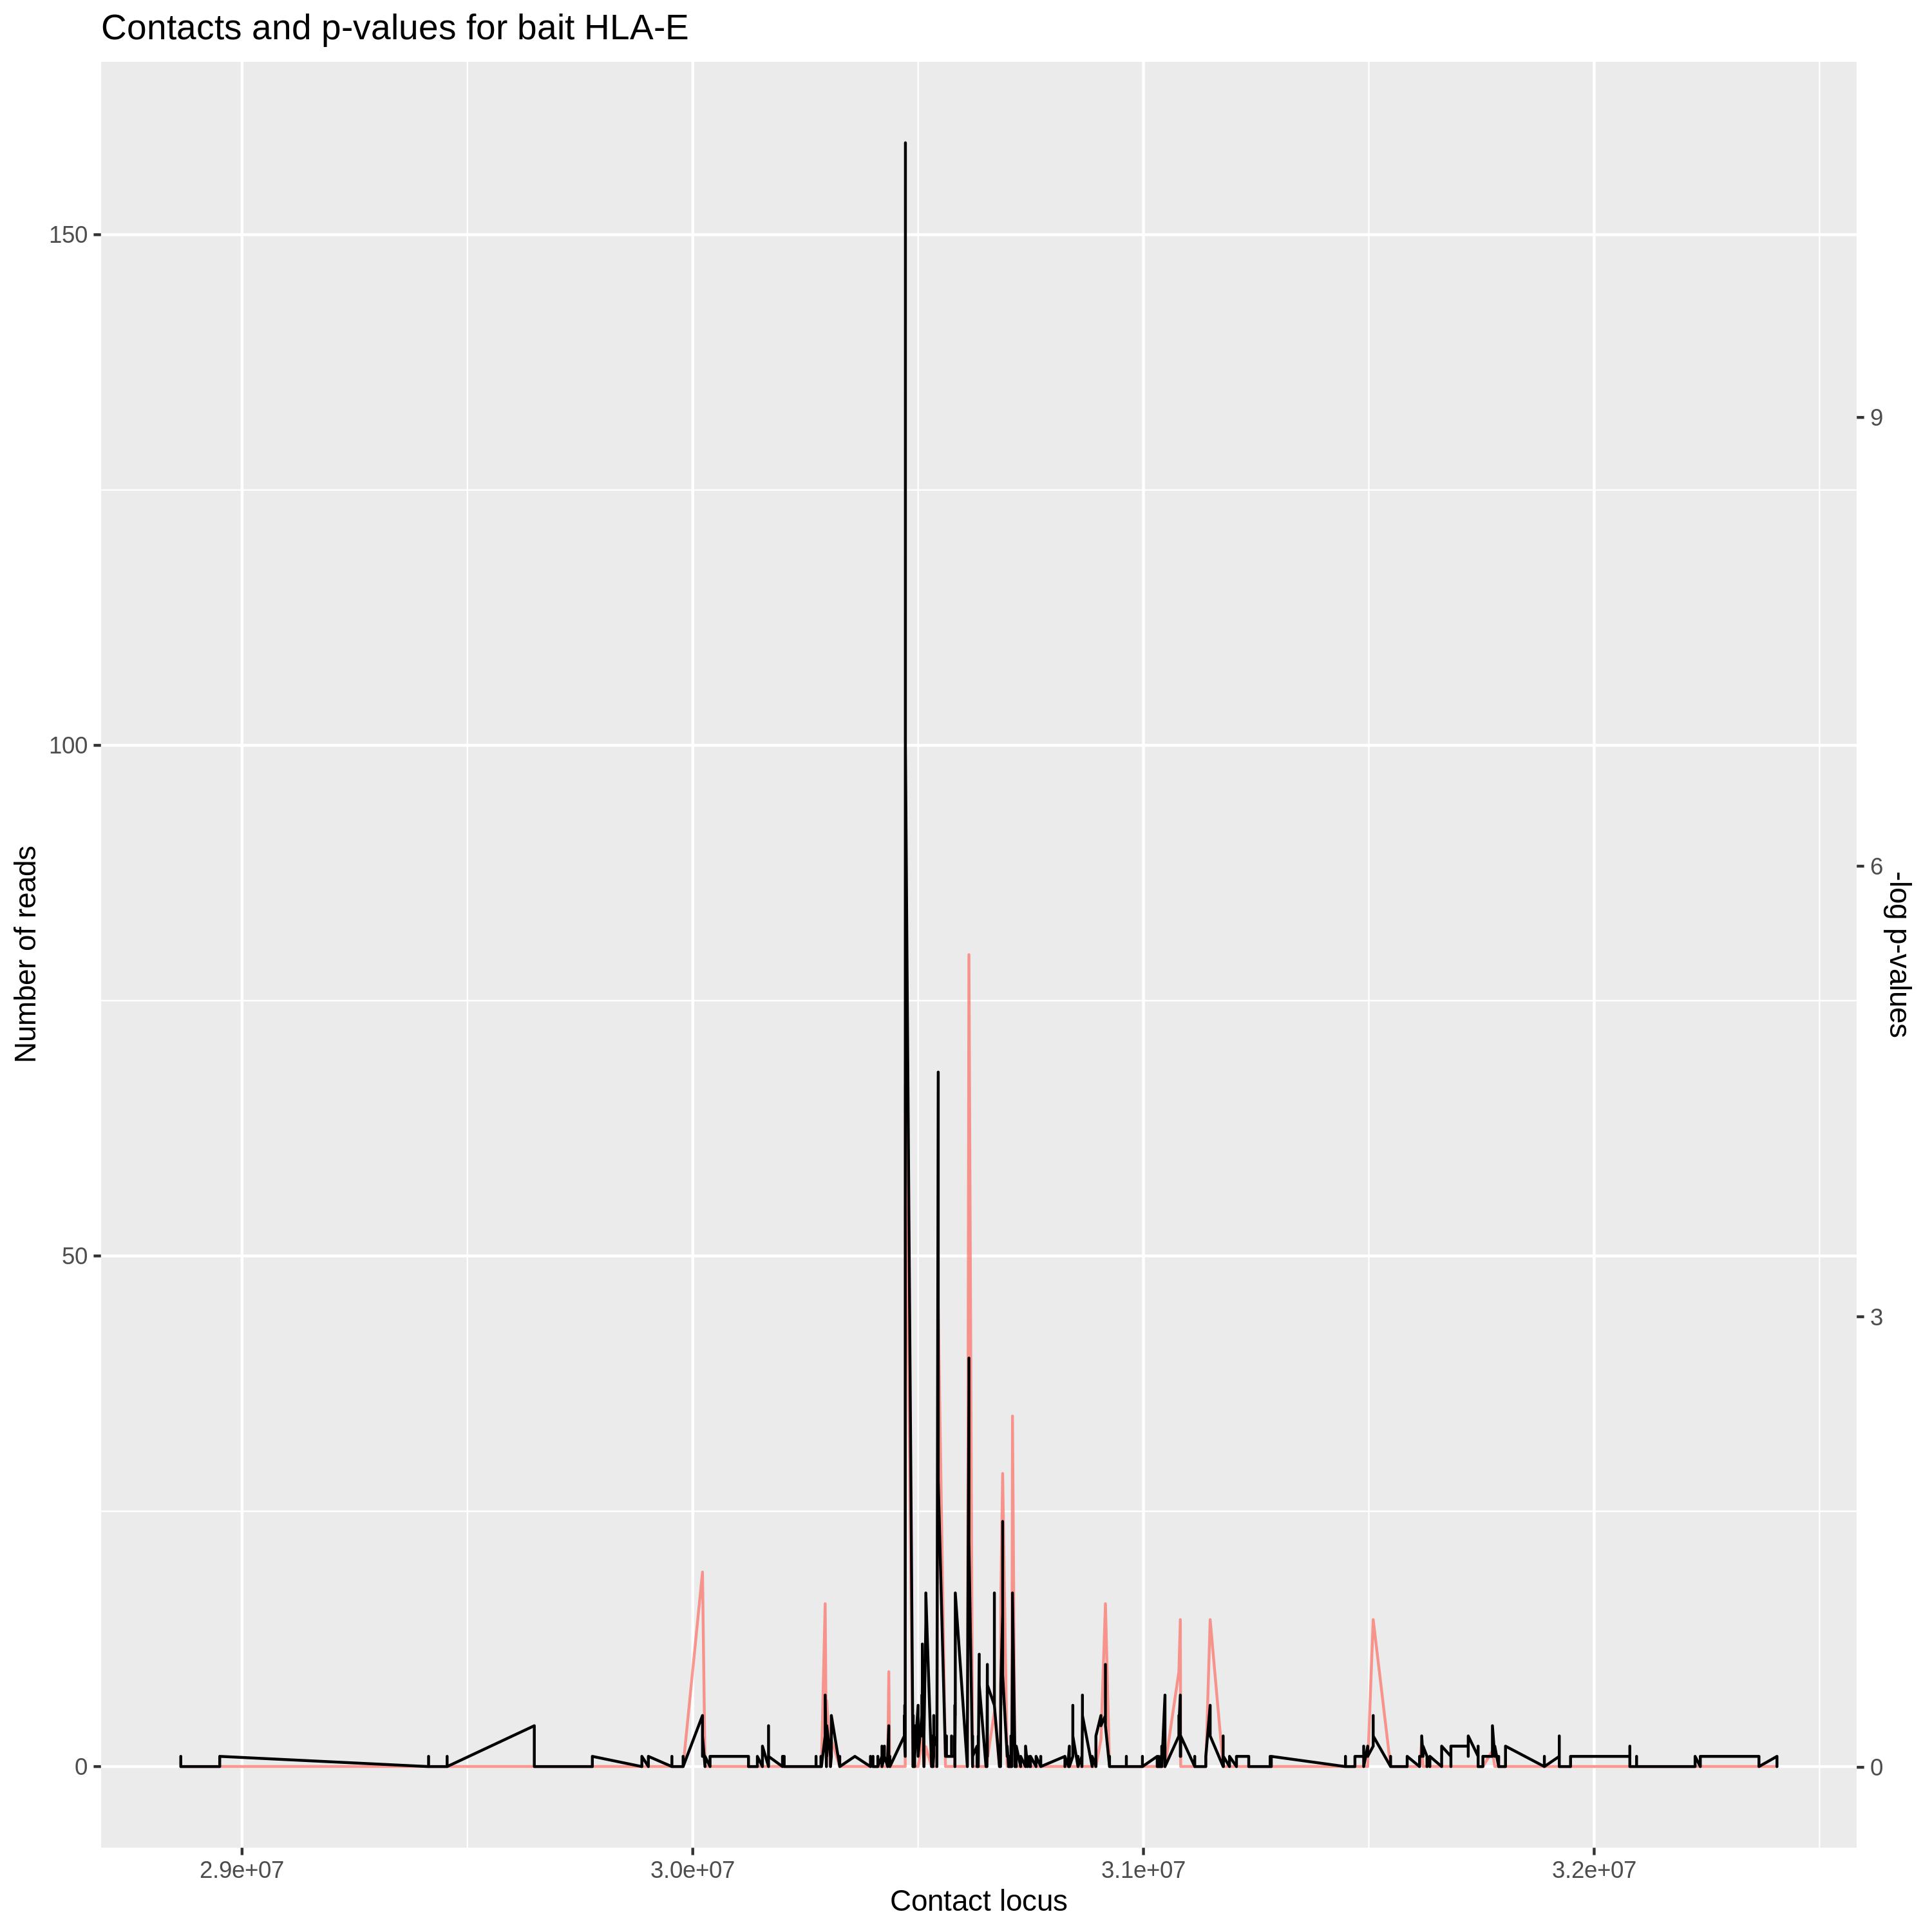 Contacts and p-values for bait HLA-E
150
100
50
0
Number of reads
9
6
3
0
-log p-values
2.9e+07
3.0e+07
3.1e+07
3.2e+07
Contact locus